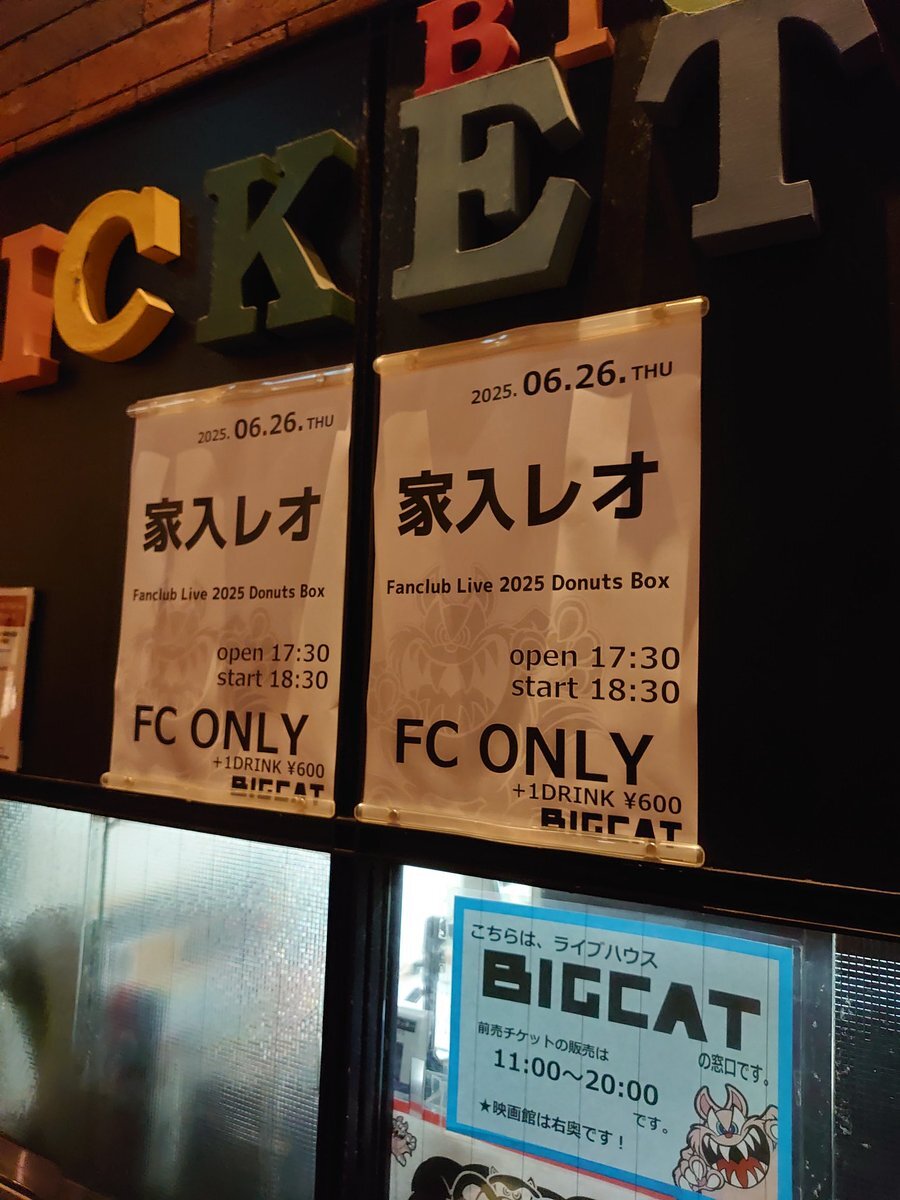 BI
ICKET
2025. 06.26. THU
家入レオ
Fanclub Live 2025 Donuts Box
open 17:30
start 18:30
FC ONLY
+1DRINK ¥600
BIGCAT
2025. 06.26. THU
家入レオ
Fanclub Live 2025 Donuts Box
open 17:30
start 18:30
FC ONLY
+1DRINK ¥600
BIGCAT
こちらは、ライブハウス
BIGCAT
の窓口です。
前売チケットの販売は
11:00～20:00
です。
★映画館は右奥です！